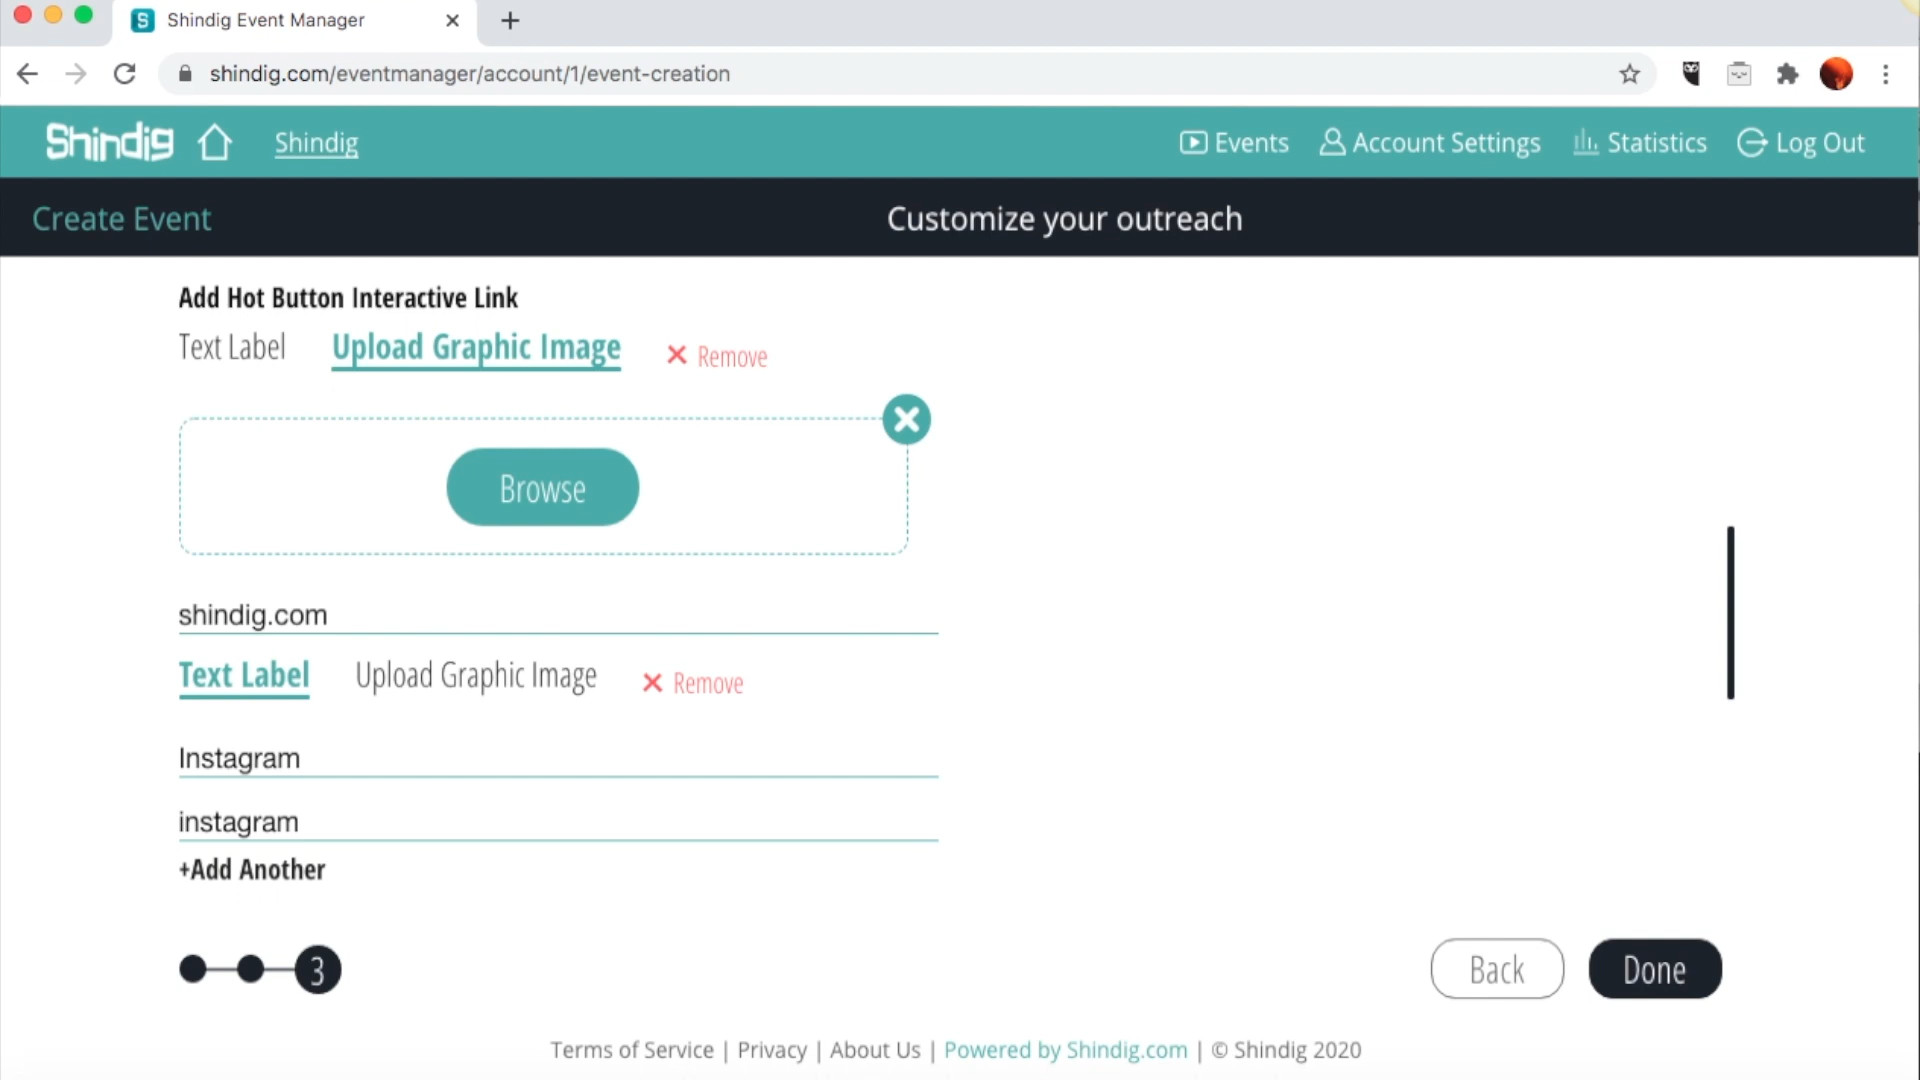 Shindig Event Manager
shindig.com/eventmanager/account/1/event-creation
Shindig Shindig Events Account Settings Statistics Log Out
Create Event Customize your outreach
Add Hot Button Interactive Link
Text Label Upload Graphic Image × Remove
Browse
shindig.com
Text Label Upload Graphic Image × Remove
Instagram
instagram
+Add Another
3 Back Done
Terms of Service | Privacy | About Us | Powered by Shindig.com | © Shindig 2020